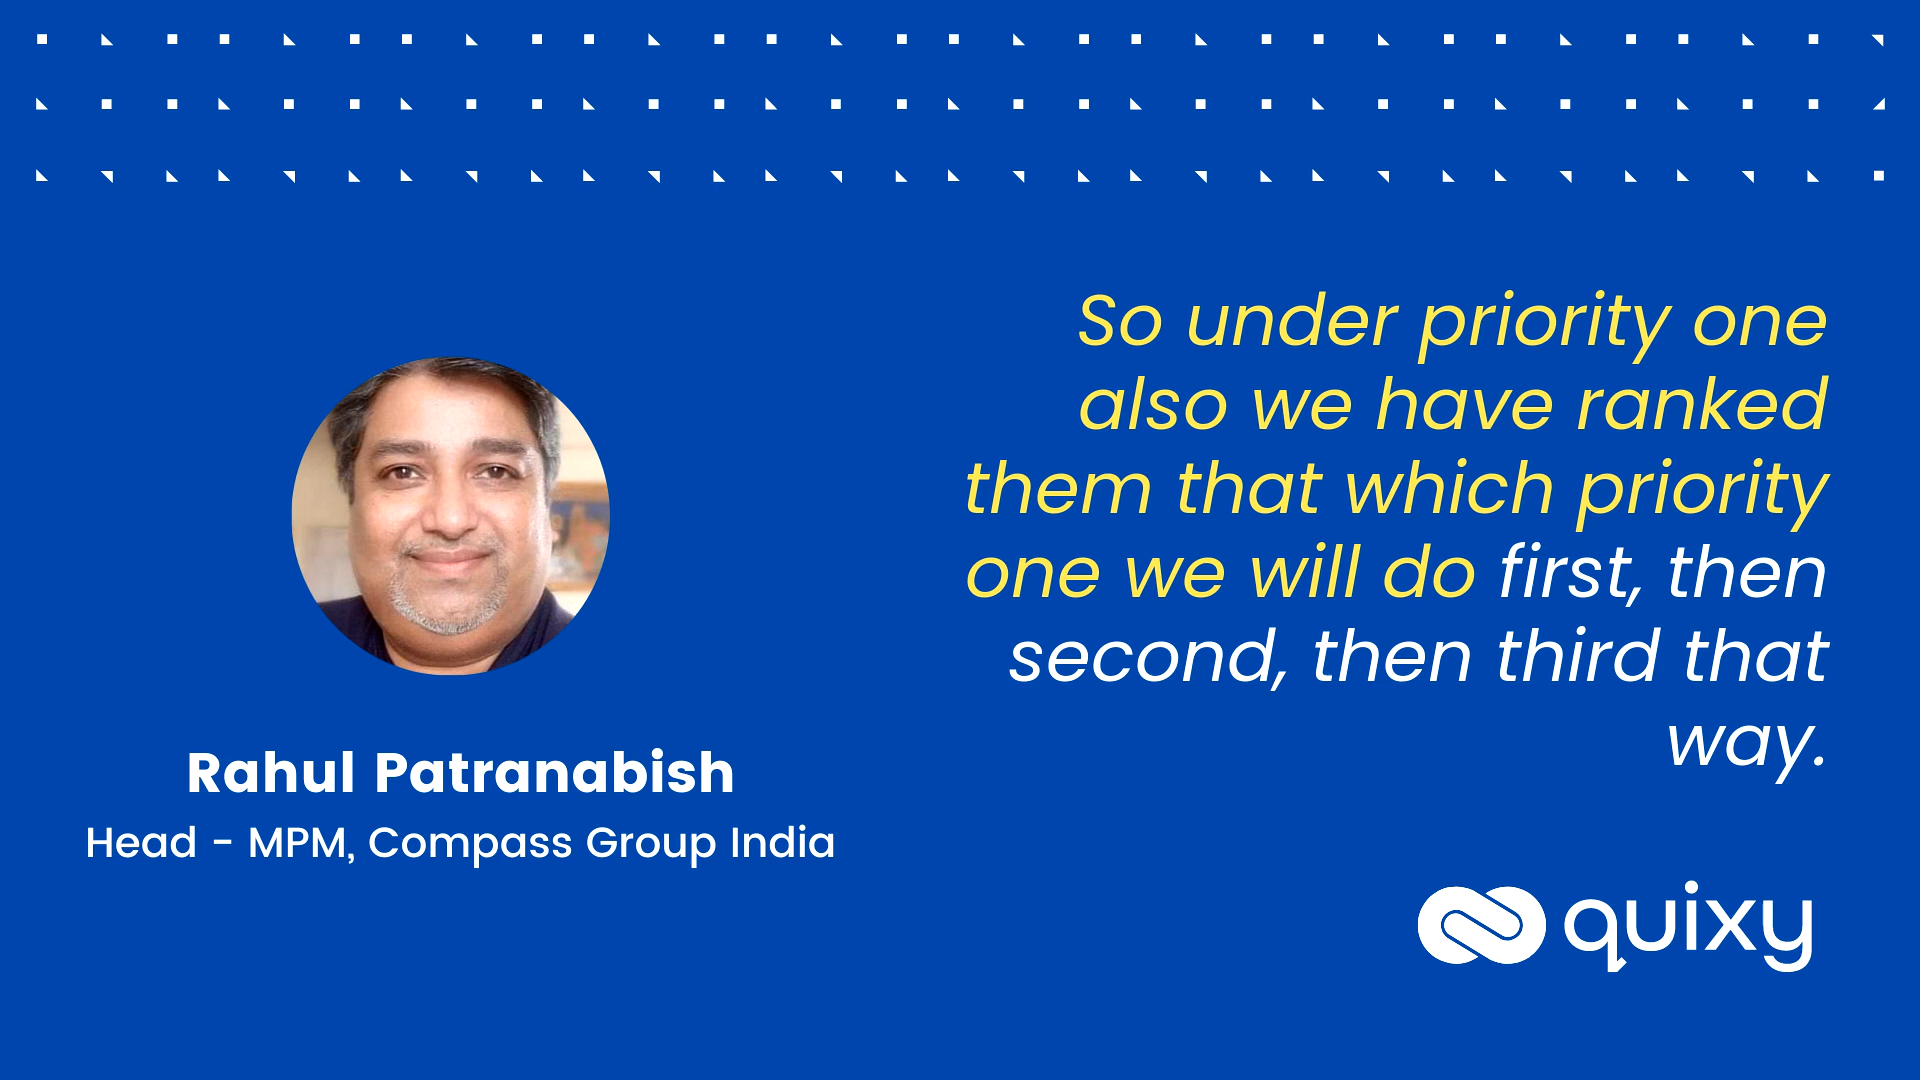 So under priority one
also we have ranked
them that which priority
one we will do first, then
second, then third that
way.
Rahul Patranabish
Head - MPM, Compass Group India
quixy